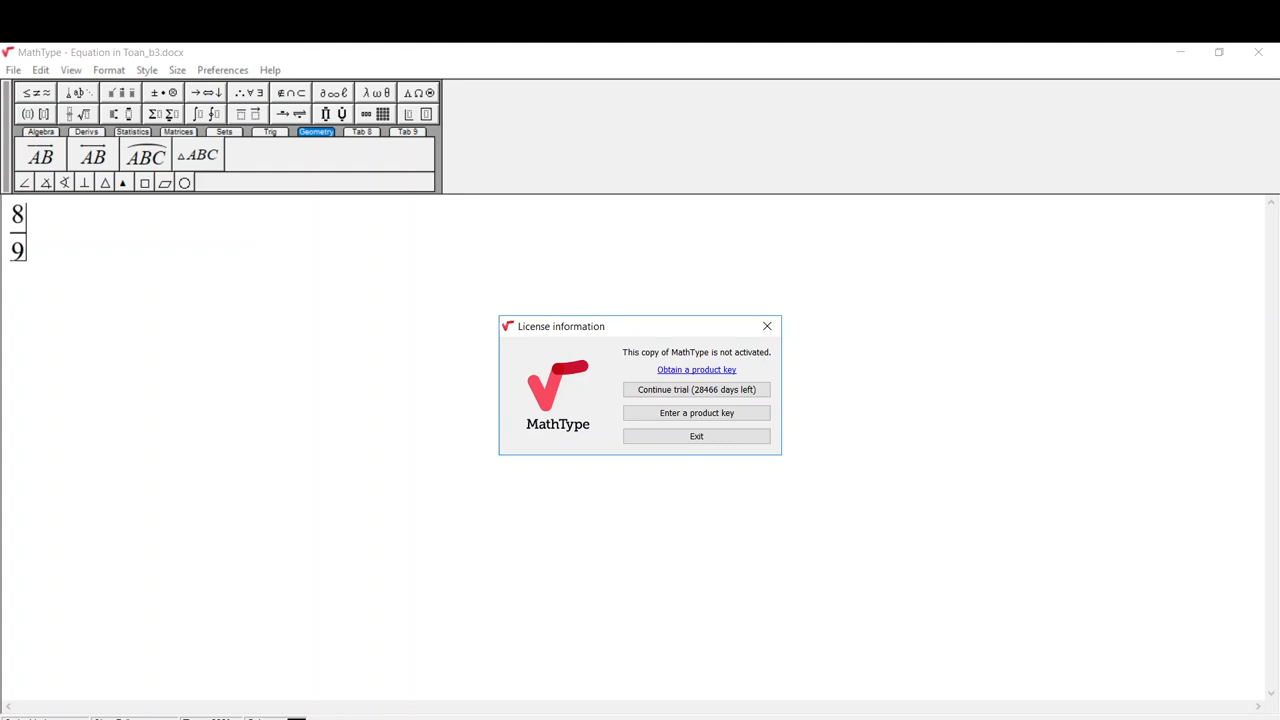 MathType - Equation in Toan_b3.docx
File Edit View Format Style Size Preferences Help
≤ ≠ ≈ ± • ⊗ → ⇔ ↓ ∴ ∀ ∃ ∉ ∩ ⊂ ∂ ∞ ℓ λ ω θ Λ Ω ⊗
Algebra Derivs Statistics Matrices Sets Trig Geometry Tab 8 Tab 9
AB AB ABC △ABC
8
9
License information
This copy of MathType is not activated.
Obtain a product key
Continue trial (28466 days left)
Enter a product key
Exit
MathType